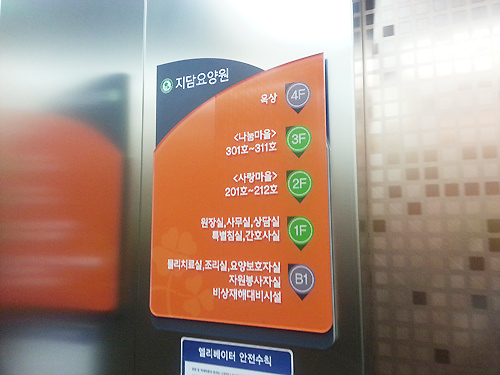 지담요양원
옥상 4F
<나눔마을> 3F
301호~311호
<사랑마을> 2F
201호~212호
원장실,사무실,상담실 1F
특별침실,간호사실
물리치료실,조리실,요양보호자실
자원봉사자실 B1
비상재해대비시설
엘리베이터 안전수칙